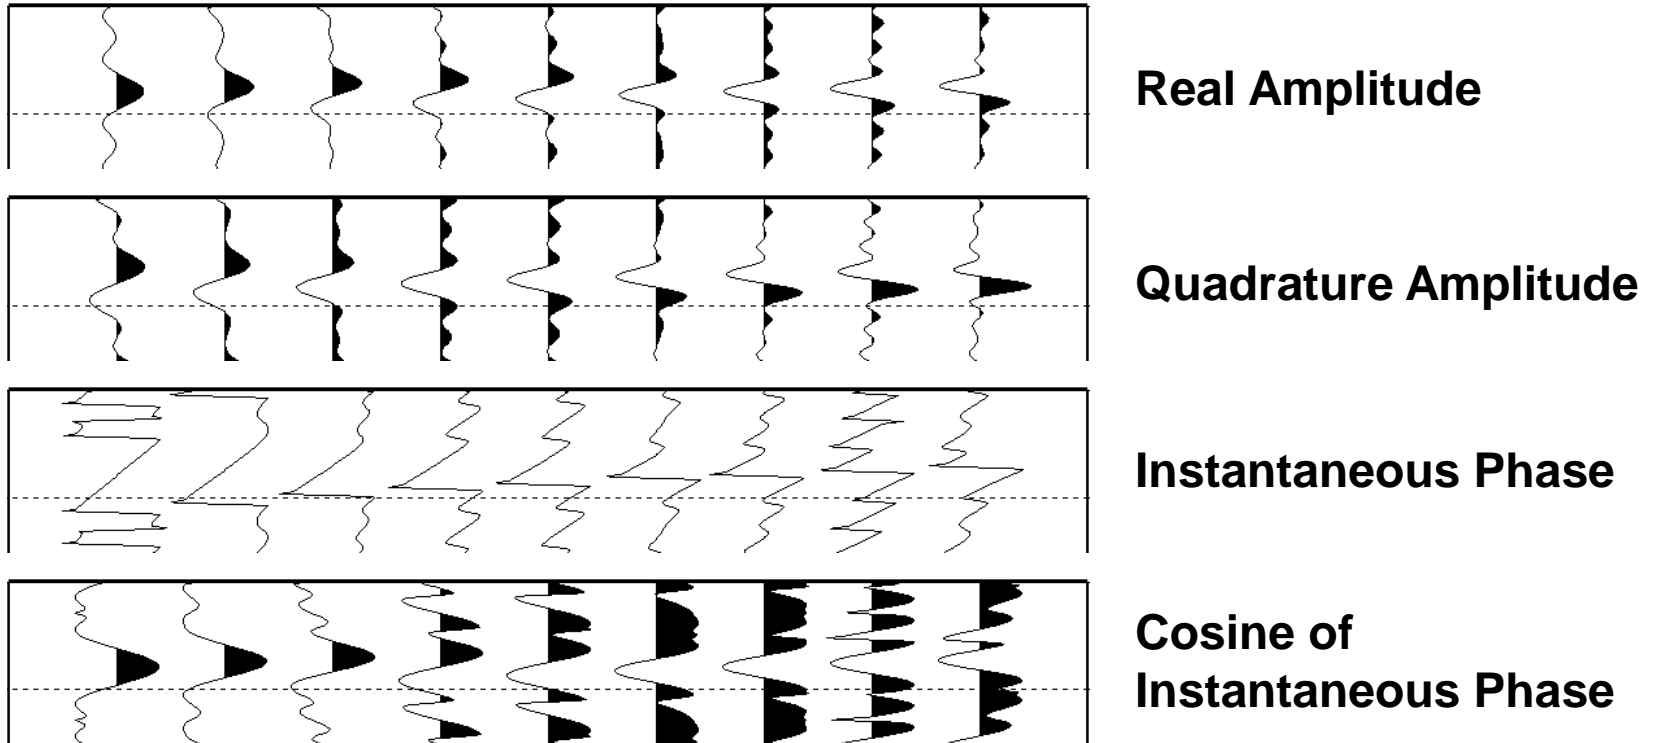 Real Amplitude
Quadrature Amplitude
Instantaneous Phase
Cosine of
Instantaneous Phase